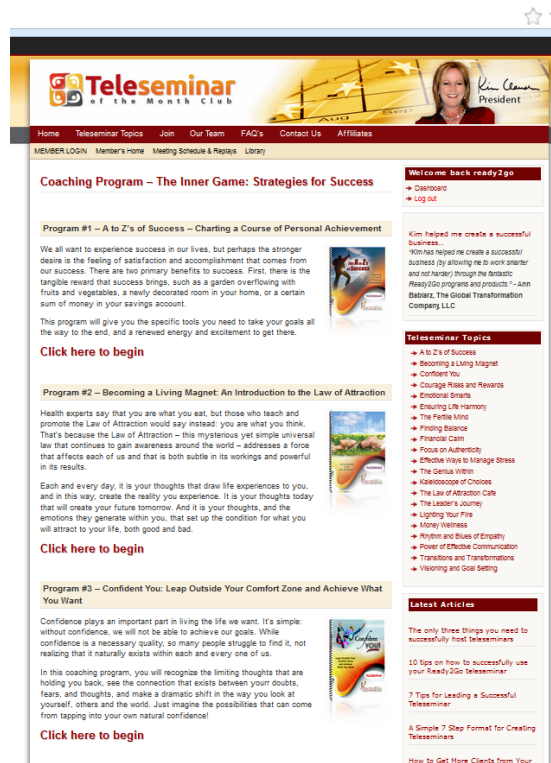 Teleseminar
of the Month Club
Aug
Sep
Kim Clausen
President
Home Teleseminar Topics Join Our Team FAQ's Contact Us Affiliates
MEMBER LOGIN Member's Home Meeting Schedule & Replays Library
Coaching Program – The Inner Game: Strategies for Success
Program #1 – A to Z's of Success – Charting a Course of Personal Achievement
We all want to experience success in our lives, but perhaps the stronger
desire is the feeling of satisfaction and accomplishment that comes from
our success. There are two primary benefits to success. First, there is the
tangible reward that success brings, such as a garden overflowing with
fruits and vegetables, a newly decorated room in your home, or a certain
sum of money in your savings account.
This program will give you the specific tools you need to take your goals all
the way to the end, and a renewed energy and excitement to get there.
Click here to begin
Program #2 – Becoming a Living Magnet: An Introduction to the Law of Attraction
Health experts say that you are what you eat, but those who teach and
promote the Law of Attraction would say instead: you are what you think.
That's because the Law of Attraction – this mysterious yet simple universal
law that continues to gain awareness around the world – addresses a force
that affects each of us and that is both subtle in its workings and powerful
in its results.
Each and every day, it is your thoughts that draw life experiences to you,
and in this way, create the reality you experience. It is your thoughts today
that will create your future tomorrow. And it is your thoughts, and the
emotions they generate within you, that set up the condition for what you
will attract to your life, both good and bad.
Click here to begin
Program #3 – Confident You: Leap Outside Your Comfort Zone and Achieve What
You Want
Confidence plays an important part in living the life we want. It's simple:
without confidence, we will not be able to achieve our goals. While
confidence is a necessary quality, so many people struggle to find it, not
realizing that it naturally exists within each and every one of us.
In this coaching program, you will recognize the limiting thoughts that are
holding you back, see the connection that exists between yourr doubts,
fears, and thoughts, and make a dramatic shift in the way you look at
yourself, others and the world. Just imagine the possibilities that can come
from tapping into your own natural confidence!
Click here to begin
The A to Zs
of Success
Confident
YOU!
Welcome back ready2go
Dashboard
Log out
Kim helped me create a successful
business...
"Kim has helped me create a successful
business (by allowing me to work smarter
and not harder) through the fantastic
Ready2Go programs and products." - Ann
Babiarz, The Global Transformation
Company, LLC
Teleseminar Topics
A to Z's of Success
Becoming a Living Magnet
Confident You
Courage Risks and Rewards
Emotional Smarts
Ensuring Life Harmony
The Fertile Mind
Finding Balance
Financial Calm
Focus on Authenticity
Effective Ways to Manage Stress
The Genius Within
Kaleidoscope of Choices
The Law of Attraction Cafe
The Leader's Journey
Lighting Your Fire
Money Wellness
Rhythm and Blues of Empathy
Power of Effective Communication
Transitions and Transformations
Visioning and Goal Setting
Latest Articles
The only three things you need to
successfully host teleseminars
10 tips on how to successfully use
your Ready2Go teleseminar
7 Tips for Leading a Successful
Teleseminar
A Simple 7 Step Format for Creating
Teleseminars
How to Get More Clients from Your